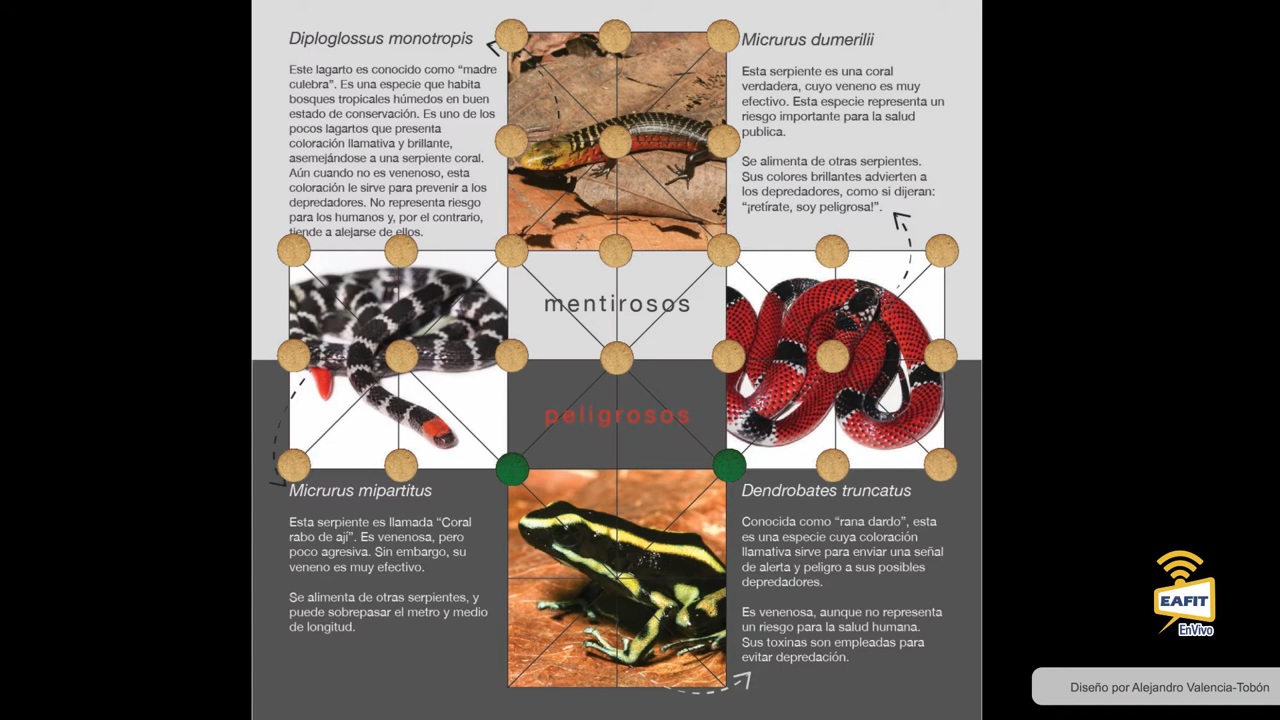 Diploglossus monotropis
Este lagarto es conocido como “madre
culebra”. Es una especie que habita
bosques tropicales húmedos en buen
estado de conservación. Es uno de los
pocos lagartos que presenta
coloración llamativa y brillante,
asemejándose a una serpiente coral.
Aún cuando no es venenoso, esta
coloración le sirve para prevenir a los
depredadores. No representa riesgo
para los humanos y, por el contrario,
tiende a alejarse de ellos.
Micrurus dumerilii
Esta serpiente es una coral
verdadera, cuyo veneno es muy
efectivo. Esta especie representa un
riesgo importante para la salud
publica.
Se alimenta de otras serpientes.
Sus colores brillantes advierten a
los depredadores, como si dijeran:
“¡retírate, soy peligrosa!”.
mentirosos
peligrosos
Micrurus mipartitus
Esta serpiente es llamada “Coral
rabo de ají”. Es venenosa, pero
poco agresiva. Sin embargo, su
veneno es muy efectivo.
Se alimenta de otras serpientes, y
puede sobrepasar el metro y medio
de longitud.
Dendrobates truncatus
Conocida como “rana dardo”, esta
es una especie cuya coloración
llamativa sirve para enviar una señal
de alerta y peligro a sus posibles
depredadores.
Es venenosa, aunque no representa
un riesgo para la salud humana.
Sus toxinas son empleadas para
evitar depredación.
EAFIT
EnVivo
Diseño por Alejandro Valencia-Tobón